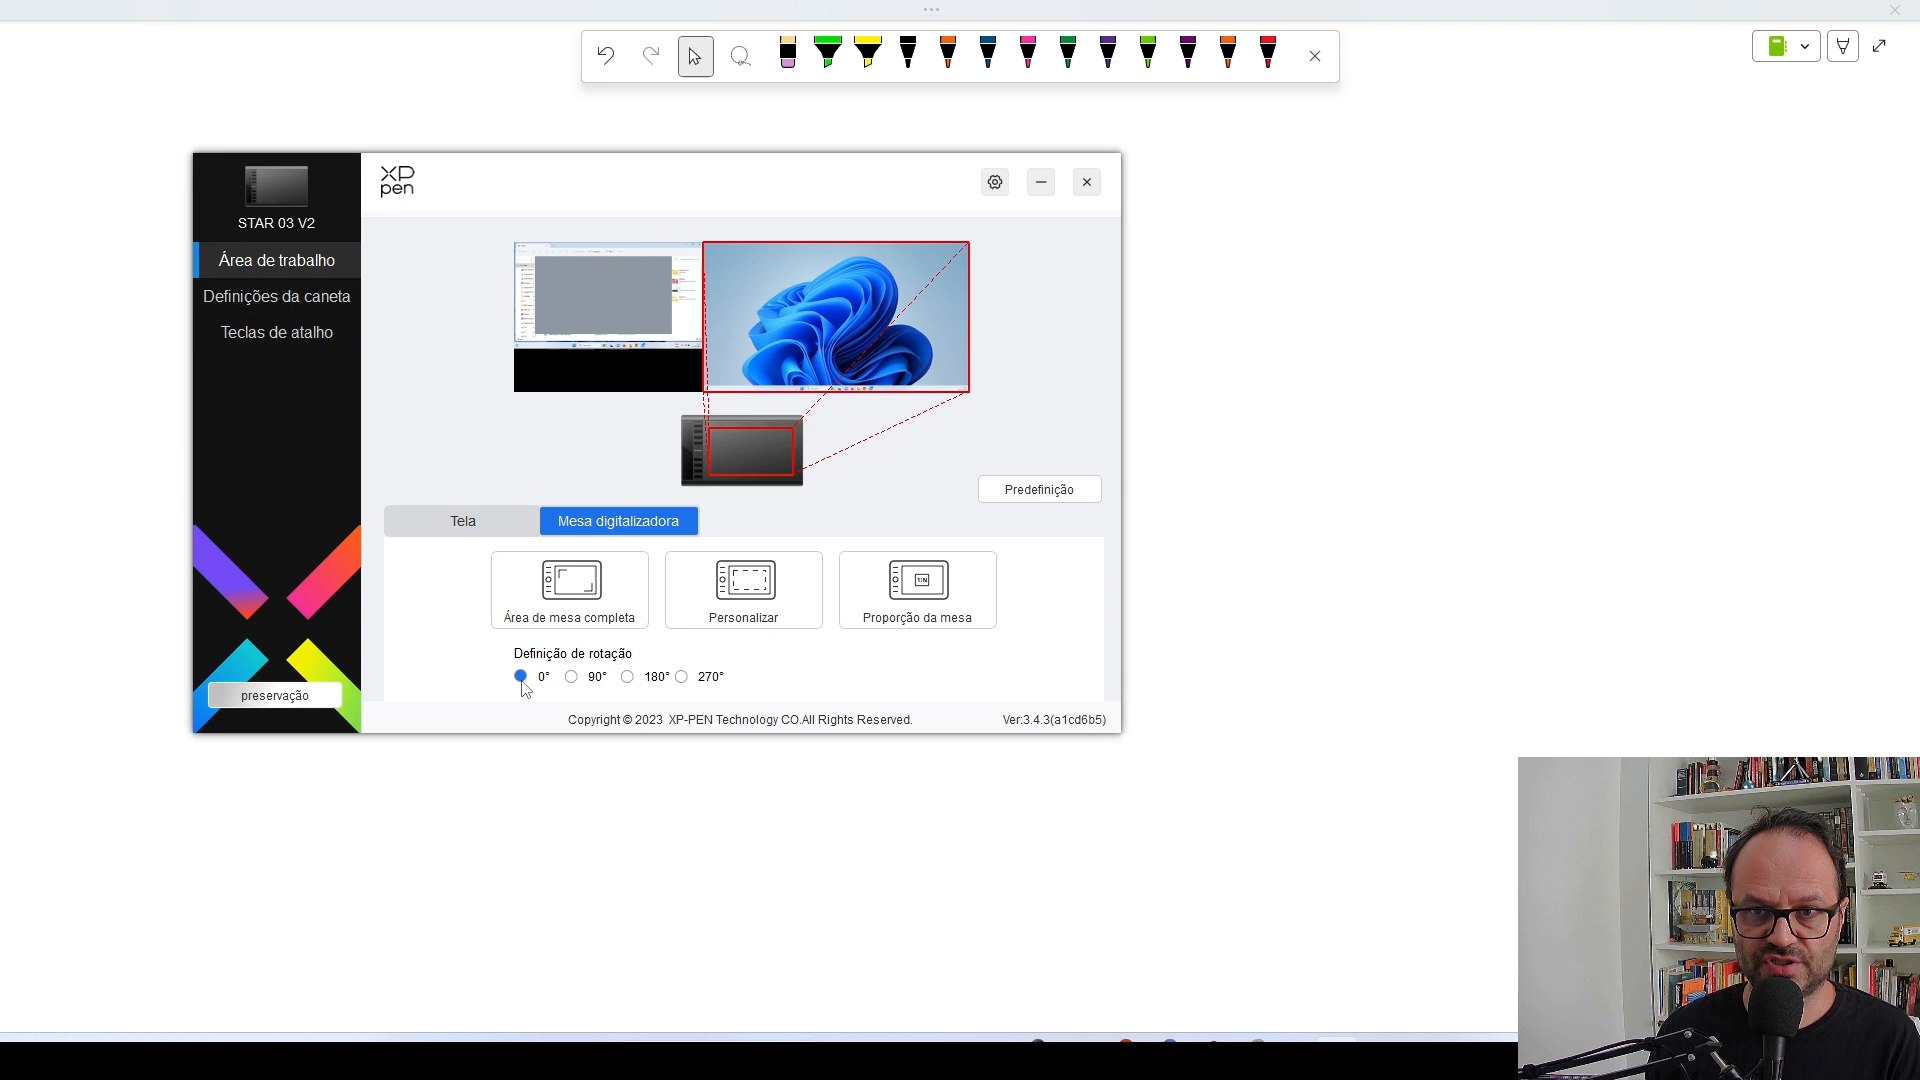 XP
pen
STAR 03 V2
Área de trabalho
Definições da caneta
Teclas de atalho
preservação
Predefinição
Tela
Mesa digitalizadora
Área de mesa completa
Personalizar
1:N
Proporção da mesa
Definição de rotação
0° 90° 180° 270°
Copyright © 2023 XP-PEN Technology CO.All Rights Reserved.
Ver:3.4.3(a1cd6b5)